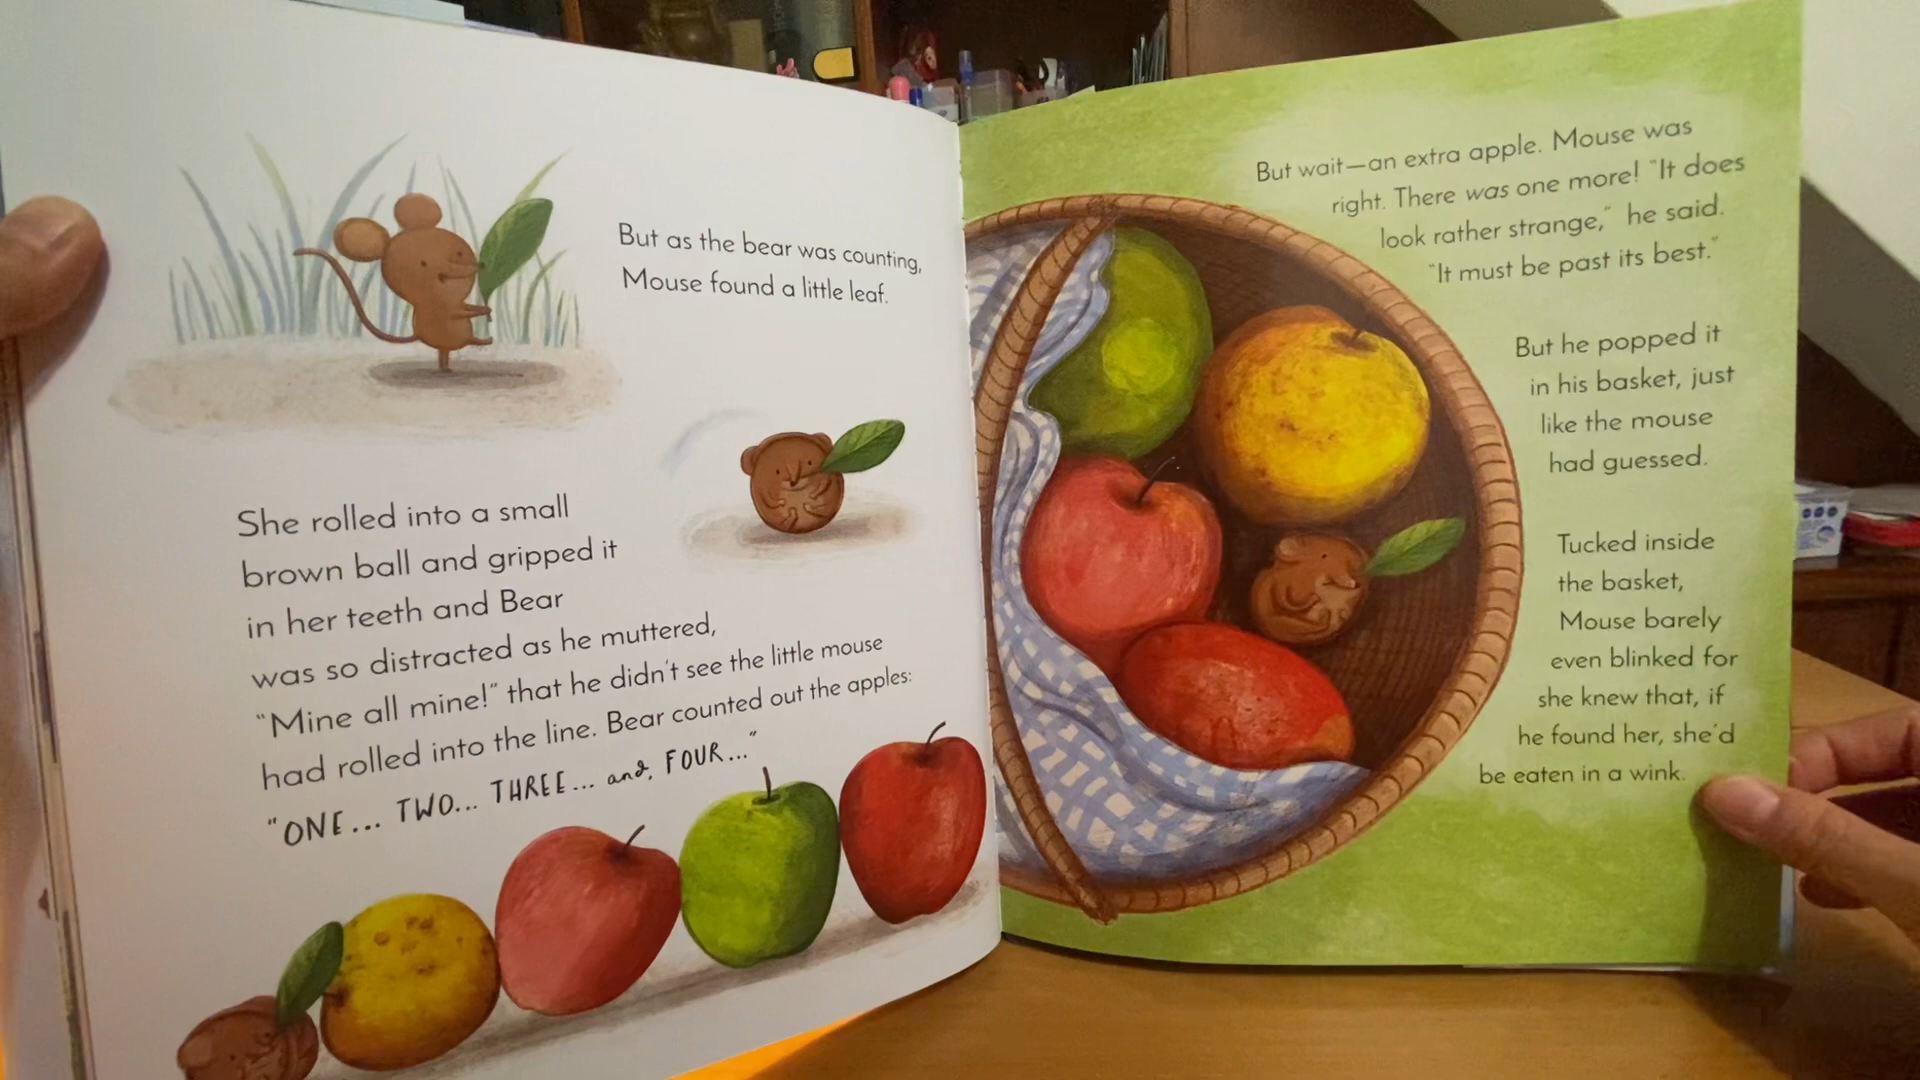 But as the bear was counting,
Mouse found a little leaf.
She rolled into a small
brown ball and gripped it
in her teeth and Bear
was so distracted as he muttered,
“Mine all mine!” that he didn't see the little mouse
had rolled into the line. Bear counted out the apples:
“ONE... TWO... THREE... and, FOUR...”
But wait—an extra apple. Mouse was
right. There was one more! “It does
look rather strange,” he said.
“It must be past its best.”
But he popped it
in his basket, just
like the mouse
had guessed.
Tucked inside
the basket,
Mouse barely
even blinked for
she knew that, if
he found her, she'd
be eaten in a wink.